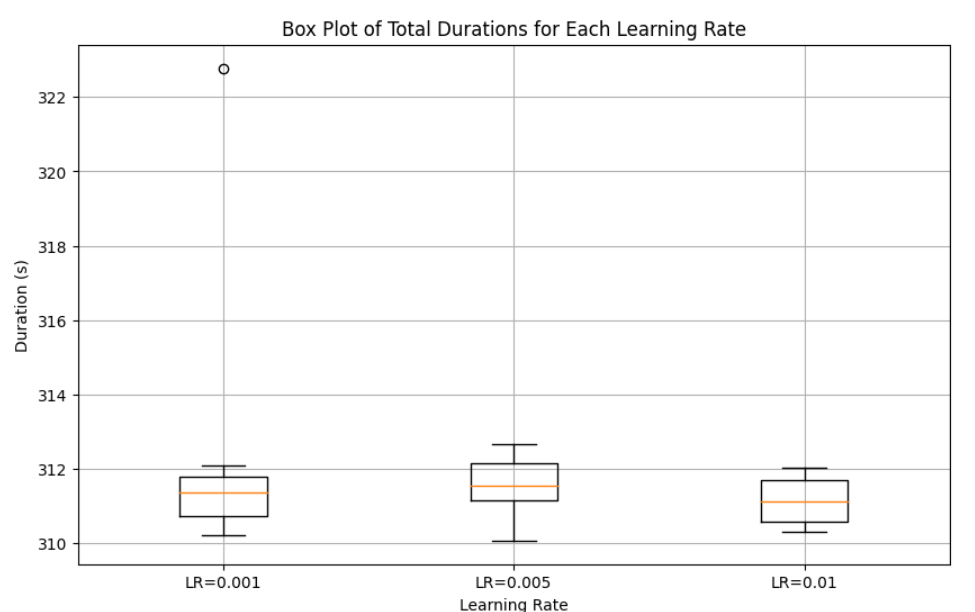 Box Plot of Total Durations for Each Learning Rate
322
320
318
316
314
312
310
Duration (s)
LR=0.001
LR=0.005
LR=0.01
Learning Rate